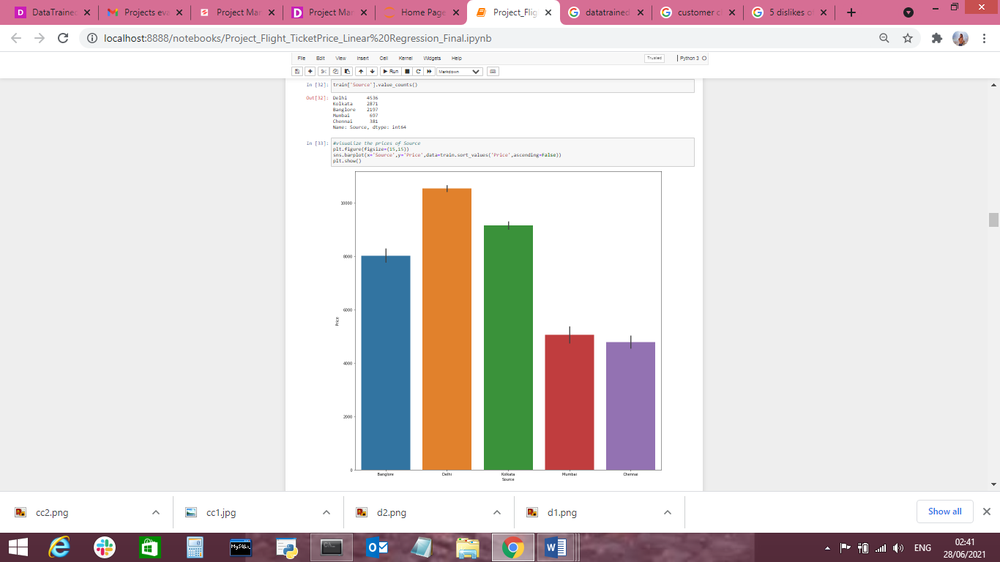 DataTrained
Projects eva
Project Mar
Project Mar
Home Page
Project_Flig
datatrained
customer c
5 dislikes o
localhost:8888/notebooks/Project_Flight_TicketPrice_Linear%20Regression_Final.ipynb
File Edit View Insert Cell Kernel Widgets Help Trusted Python 3
Run Markdown
In [32]: train['Source'].value_counts()
Out[32]: Delhi 4536
Kolkata 2871
Banglore 2197
Mumbai 697
Chennai 381
Name: Source, dtype: int64
In [33]: #visualize the prices of Source
plt.figure(figsize=(15,15))
sns.barplot(x='Source',y='Price',data=train.sort_values('Price',ascending=False))
plt.show()
10000
8000
6000
Price
4000
2000
0
Banglore Delhi Kolkata Mumbai Chennai
Source
cc2.png cc1.jpg d2.png d1.png Show all
MySQL
ENG
02:41
28/06/2021